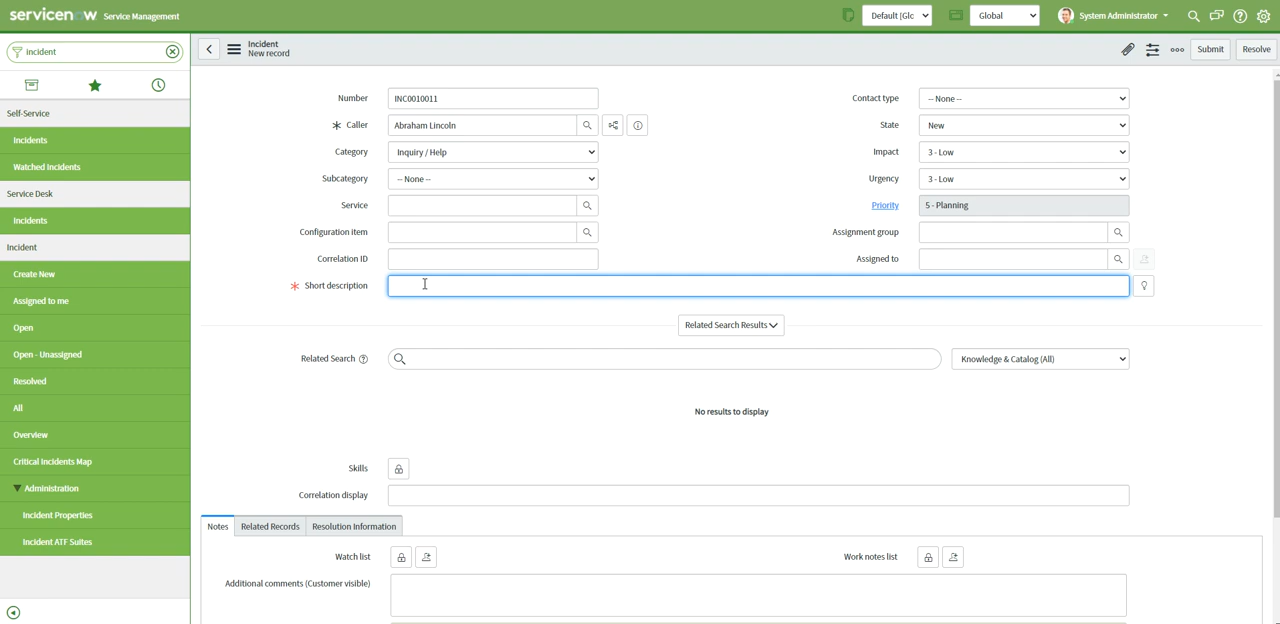 servicenow Service Management
Default [Glc
Global
System Administrator
incident
Incident
New record
Submit
Resolve
Self-Service
Incidents
Watched Incidents
Service Desk
Incidents
Incident
Create New
Assigned to me
Open
Open - Unassigned
Resolved
All
Overview
Critical Incidents Map
Administration
Incident Properties
Incident ATF Suites
Number INC0010011
Contact type -- None --
Caller Abraham Lincoln
State New
Category Inquiry / Help
Impact 3 - Low
Subcategory -- None --
Urgency 3 - Low
Service
Priority 5 - Planning
Configuration item
Assignment group
Correlation ID
Assigned to
Short description
Related Search Results
Related Search
Knowledge & Catalog (All)
No results to display
Skills
Correlation display
Notes Related Records Resolution Information
Watch list
Work notes list
Additional comments (Customer visible)